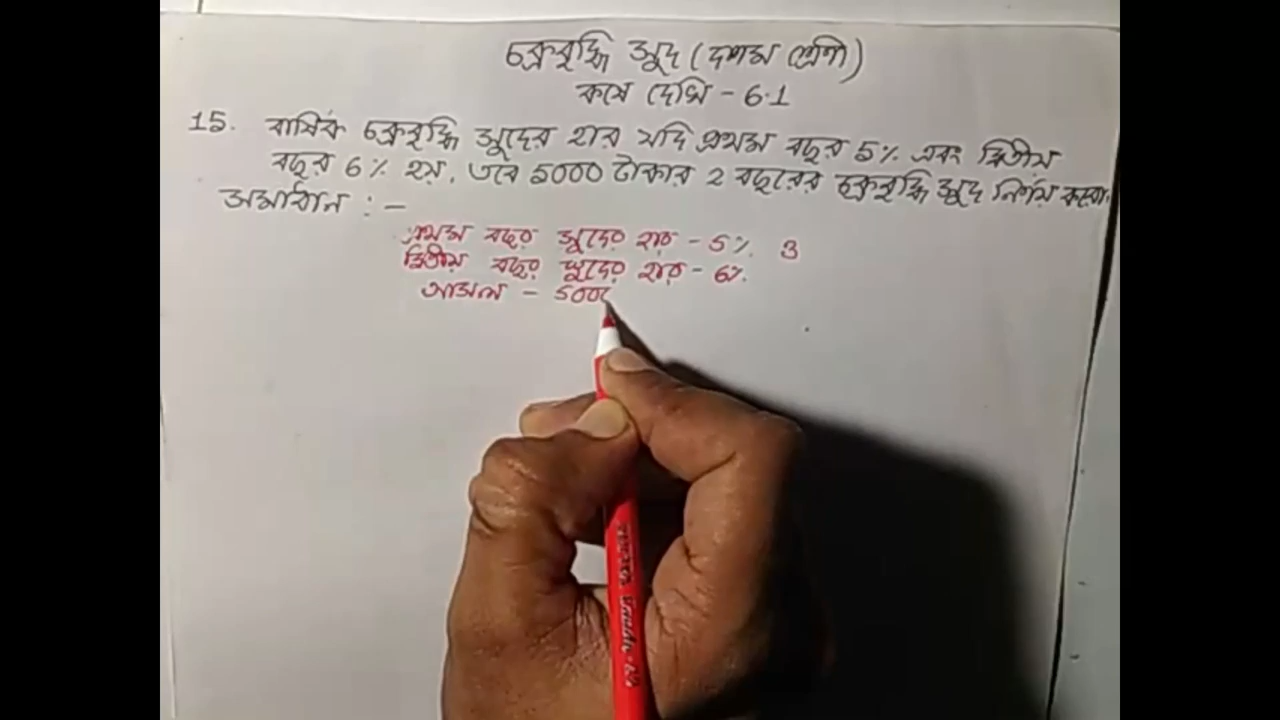 চক্রবৃদ্ধি সুদ (দশম শ্রেণী)
কষে দেখি - 6.1
15. বার্ষিক চক্রবৃদ্ধি সুদের হার যদি প্রথম বছর 5% এবং দ্বিতীয়
বছর 6% হয়, তবে 5000 টাকার 2 বছরের চক্রবৃদ্ধি সুদ নির্ণয় করো।
সমাধান :-
প্রথম বছর সুদের হার - 5% ও
দ্বিতীয় বছর সুদের হার - 6%
আসল - 500